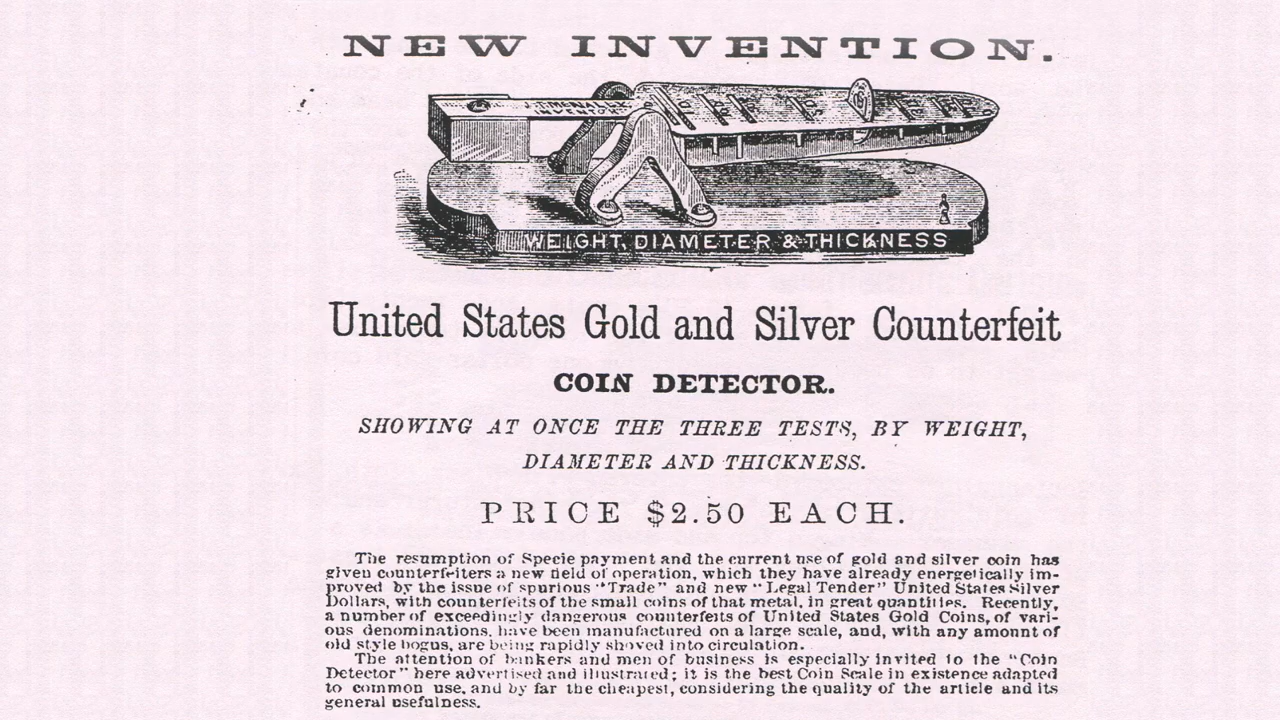 NEW INVENTION.
INVENTOR
WEIGHT, DIAMETER & THICKNESS
United States Gold and Silver Counterfeit
COIN DETECTOR.
SHOWING AT ONCE THE THREE TESTS, BY WEIGHT,
DIAMETER AND THICKNESS.
PRICE $2.50 EACH.
The resumption of Specie payment and the current use of gold and silver coin has
given counterfeiters a new field of operation, which they have already energetically im-
proved by the issue of spurious "Trade" and new "Legal Tender" United States Silver
Dollars, with counterfeits of the small coins of that metal, in great quantities. Recently,
a number of exceedingly dangerous counterfeits of United States Gold Coins, of vari-
ous denominations, have been manufactured on a large scale, and, with any amount of
old style bogus, are being rapidly shoved into circulation.
The attention of bankers and men of business is especially invited to the "Coin
Detector" here advertised and illustrated; it is the best Coin Scale in existence adapted
to common use, and by far the cheapest, considering the quality of the article and its
general usefulness.